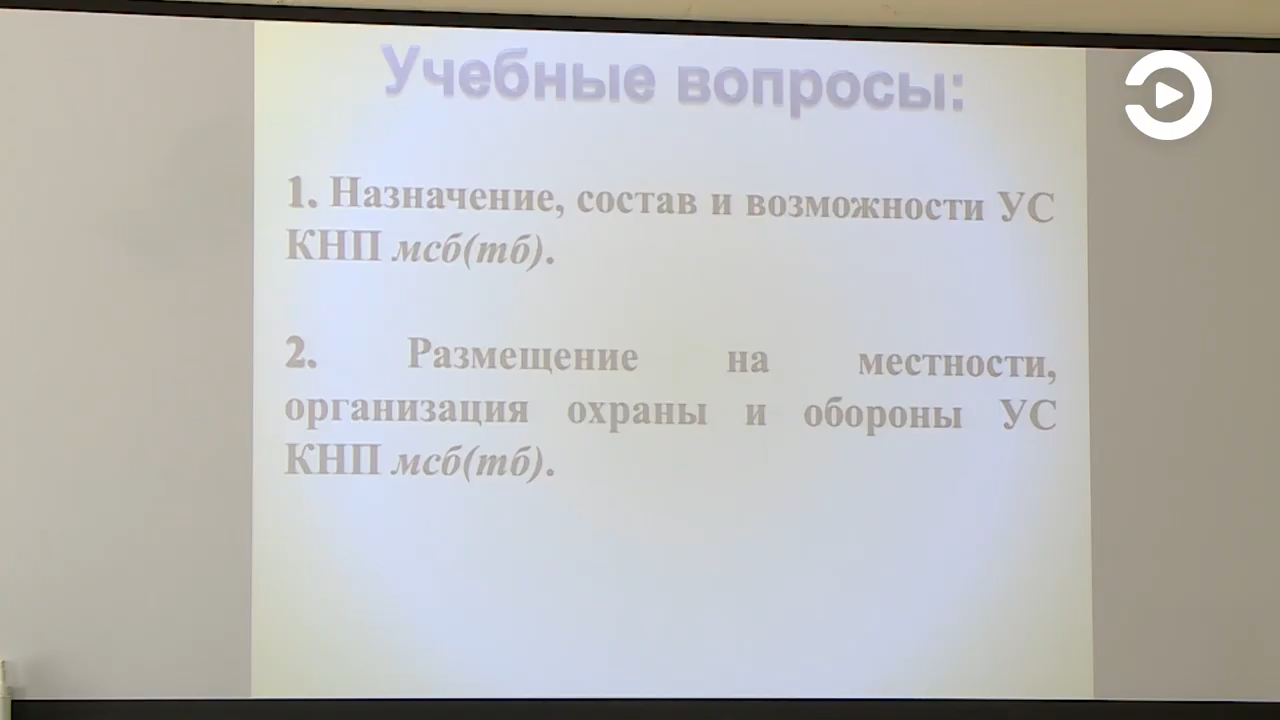 Учебные вопросы:
1. Назначение, состав и возможности УС
КНП мсб(тб).
2. Размещение на местности,
организация охраны и обороны УС
КНП мсб(тб).